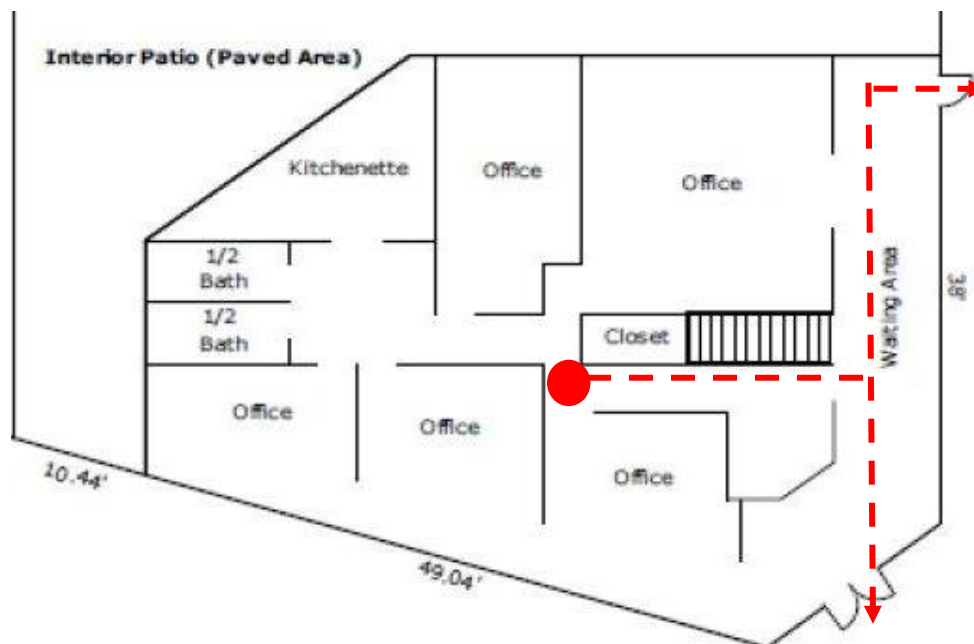 Interior Patio (Paved Area)
Kitchenette
Office
Office
1/2
Bath
1/2
Bath
Closet
Waiting Area
38'
Office
Office
Office
10.44'
49.04'